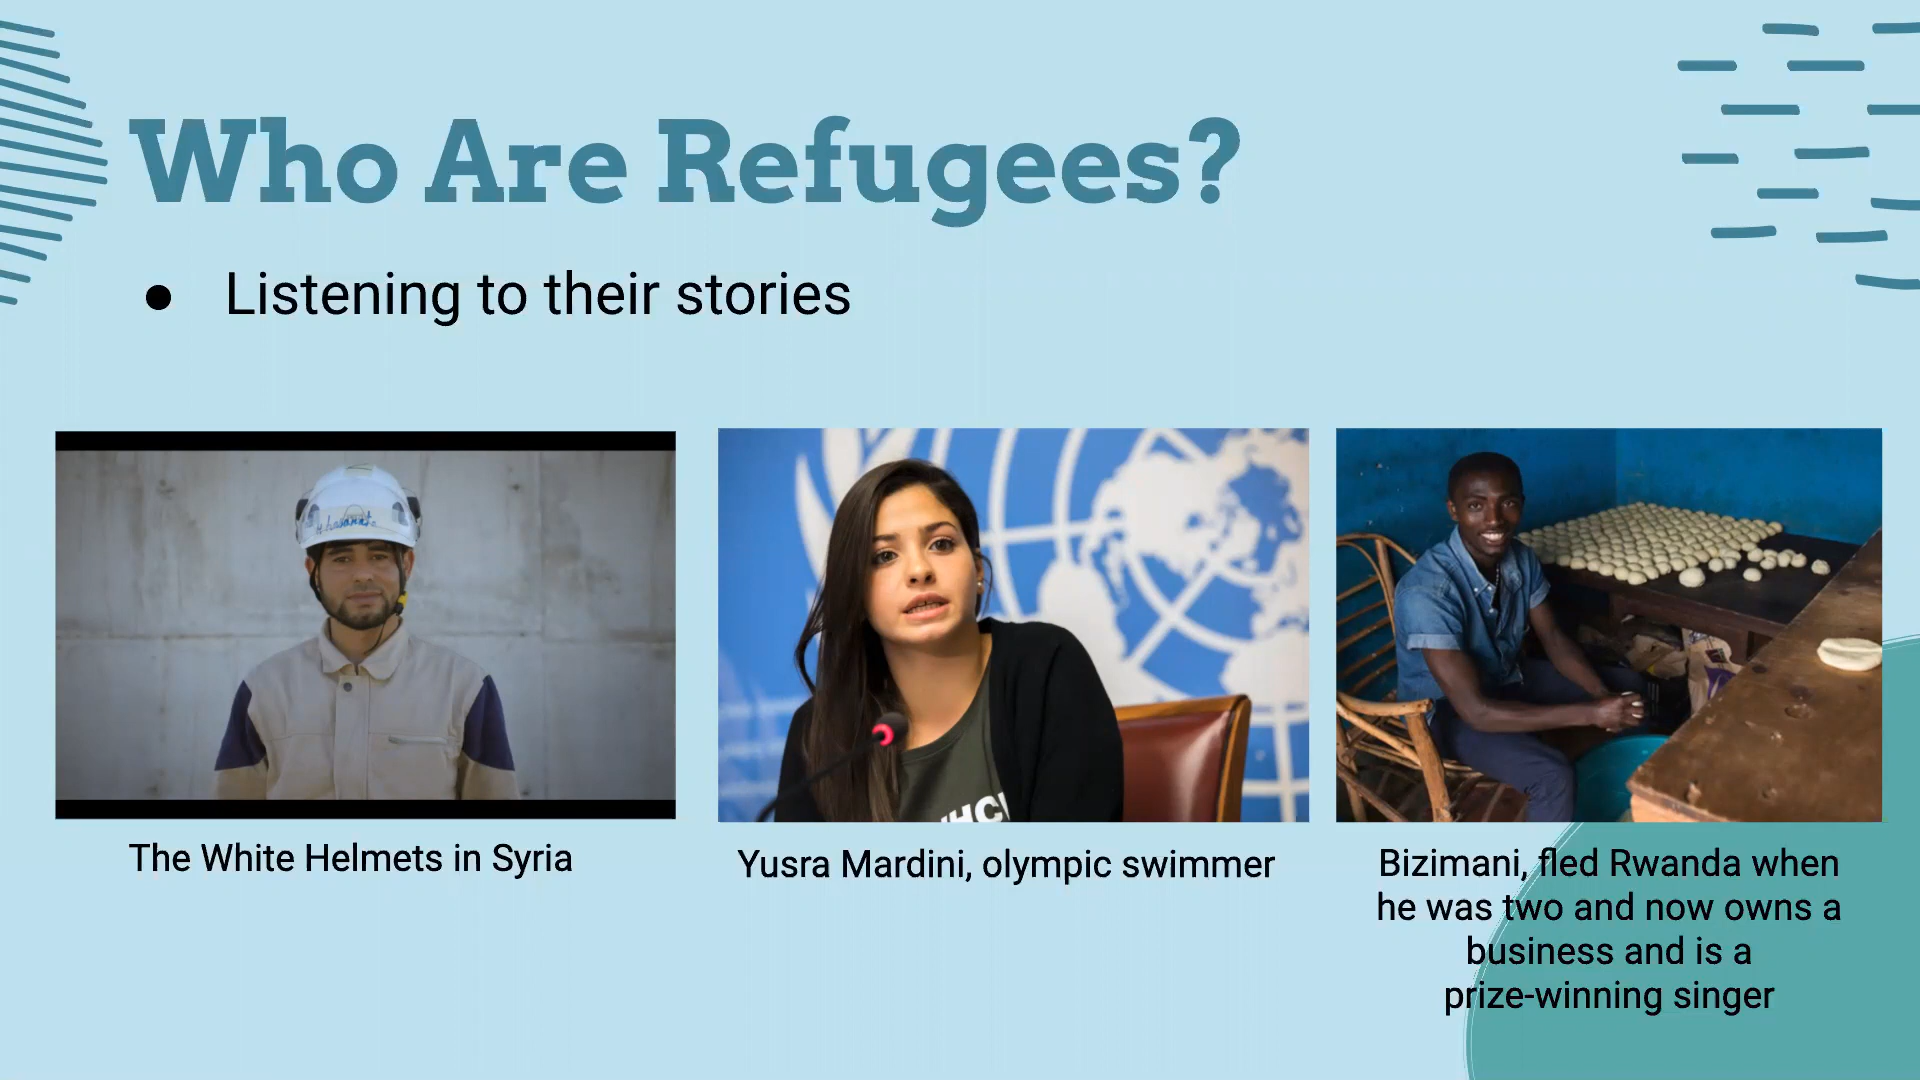 Who Are Refugees?
● Listening to their stories
The White Helmets in Syria
Yusra Mardini, olympic swimmer
Bizimani, fled Rwanda when
he was two and now owns a
business and is a
prize-winning singer